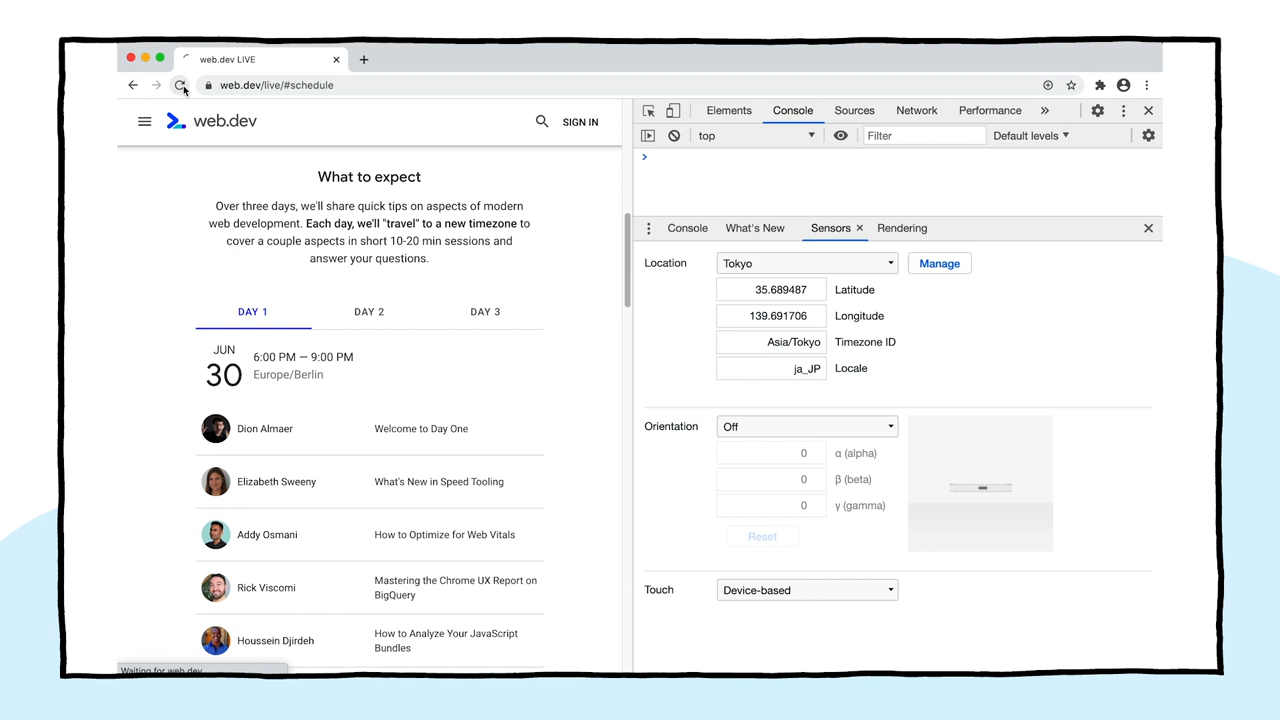 web.dev LIVE
web.dev/live/#schedule
web.dev
SIGN IN
What to expect
Over three days, we'll share quick tips on aspects of modern
web development. Each day, we'll "travel" to a new timezone to
cover a couple aspects in short 10-20 min sessions and
answer your questions.
DAY 1 DAY 2 DAY 3
JUN
30
6:00 PM — 9:00 PM
Europe/Berlin
Dion Almaer Welcome to Day One
Elizabeth Sweeny What's New in Speed Tooling
Addy Osmani How to Optimize for Web Vitals
Rick Viscomi Mastering the Chrome UX Report on
BigQuery
Houssein Djirdeh How to Analyze Your JavaScript
Bundles
Waiting for web.dev
Elements Console Sources Network Performance »
top Filter Default levels
Console What's New Sensors Rendering
Location Tokyo Manage
35.689487 Latitude
139.691706 Longitude
Asia/Tokyo Timezone ID
ja_JP Locale
Orientation Off
0 α (alpha)
0 β (beta)
0 γ (gamma)
Reset
Touch Device-based